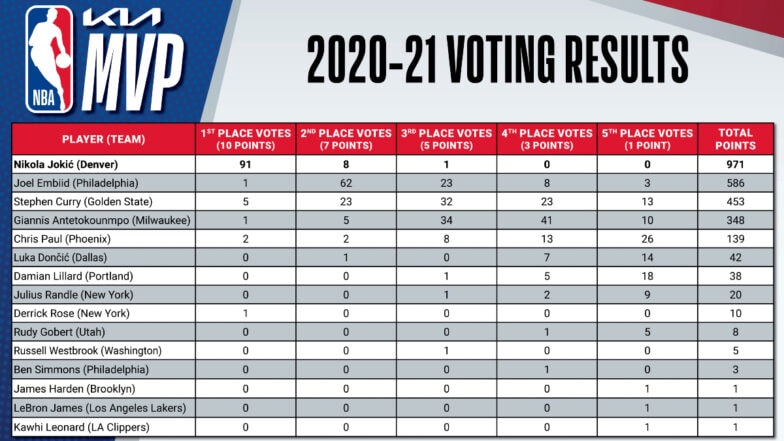 NBA
KIA
MVP
2020-21 VOTING RESULTS
PLAYER (TEAM) 1ST PLACE VOTES (10 POINTS) 2ND PLACE VOTES (7 POINTS) 3RD PLACE VOTES (5 POINTS) 4TH PLACE VOTES (3 POINTS) 5TH PLACE VOTES (1 POINT) TOTAL POINTS
Nikola Jokić (Denver) 91 8 1 0 0 971
Joel Embiid (Philadelphia) 1 62 23 8 3 586
Stephen Curry (Golden State) 5 23 32 23 13 453
Giannis Antetokounmpo (Milwaukee) 1 5 34 41 10 348
Chris Paul (Phoenix) 2 2 8 13 26 139
Luka Dončić (Dallas) 0 1 0 7 14 42
Damian Lillard (Portland) 0 0 1 5 18 38
Julius Randle (New York) 0 0 1 2 9 20
Derrick Rose (New York) 1 0 0 0 0 10
Rudy Gobert (Utah) 0 0 0 1 5 8
Russell Westbrook (Washington) 0 0 1 0 0 5
Ben Simmons (Philadelphia) 0 0 0 1 0 3
James Harden (Brooklyn) 0 0 0 0 1 1
LeBron James (Los Angeles Lakers) 0 0 0 0 1 1
Kawhi Leonard (LA Clippers) 0 0 0 0 1 1